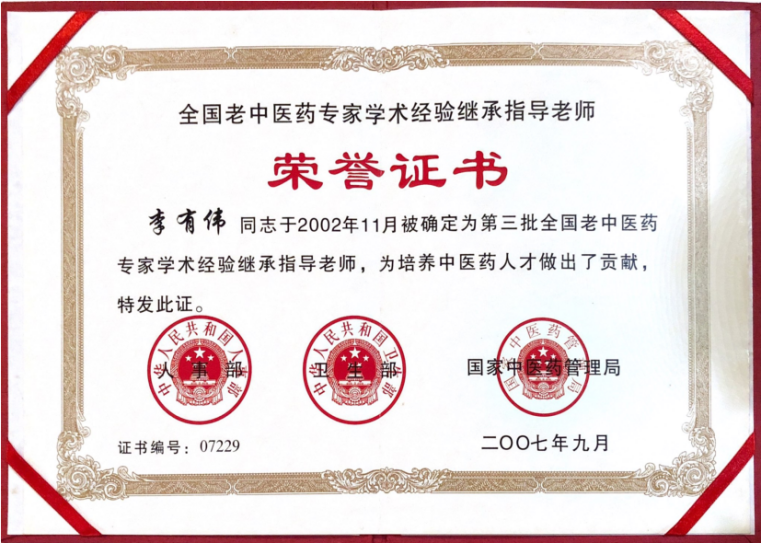 全国老中医药专家学术经验继承指导老师
荣誉证书
李有伟 同志于2002年11月被确定为第三批全国老中医药
专家学术经验继承指导老师，为培养中医药人才做出了贡献，
特发此证。
中华人民共和国人事部
人事部
中华人民共和国卫生部
卫生部
国家中医药管理局
国家中医药管理局
证书编号：07229
二〇〇七年九月